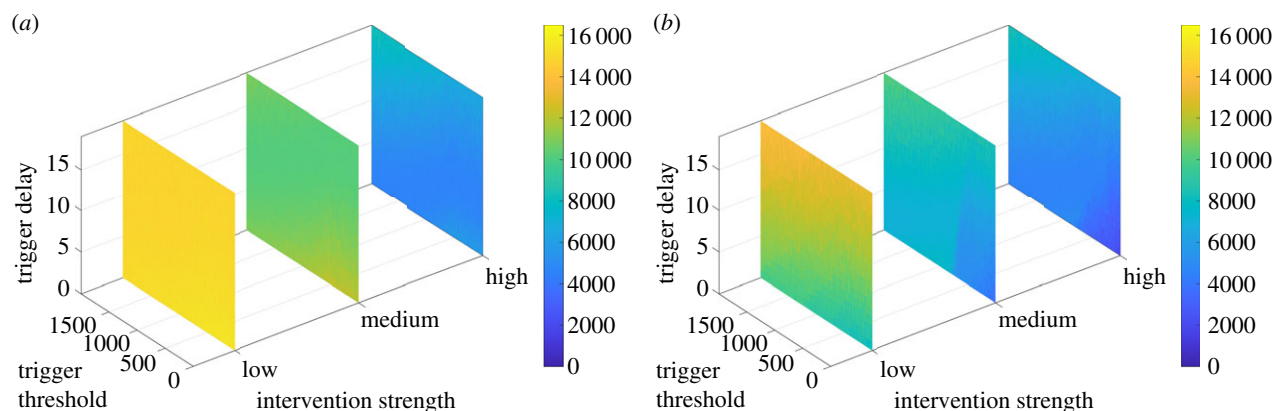 (a)
16 000
14 000
12 000
10 000
8000
6000
4000
2000
0
15
10
5
0
trigger delay
1500
1000
500
0
trigger
threshold
low
medium
high
intervention strength
(b)
16 000
14 000
12 000
10 000
8000
6000
4000
2000
0
15
10
5
0
trigger delay
1500
1000
500
0
trigger
threshold
low
medium
high
intervention strength